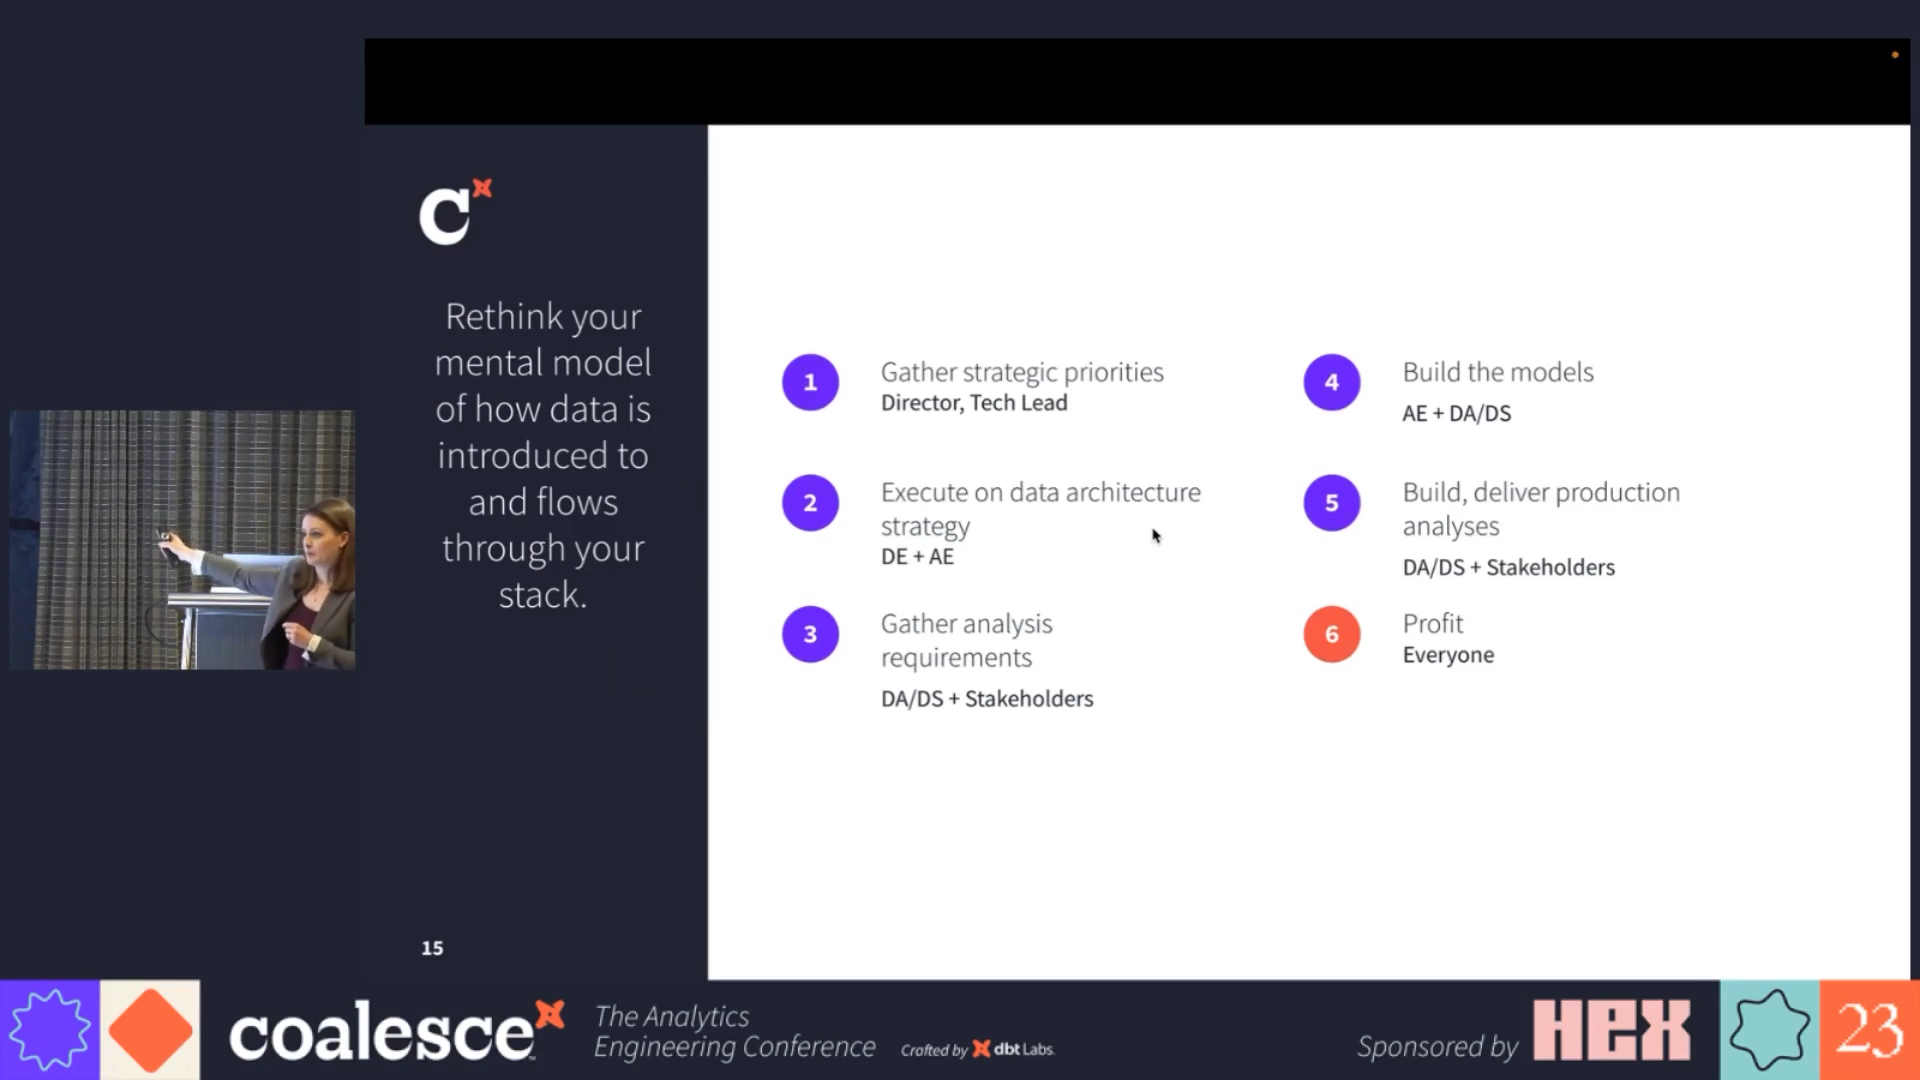 C
Rethink your
mental model
of how data is
introduced to
and flows
through your
stack.
15
1
Gather strategic priorities
Director, Tech Lead
2
Execute on data architecture
strategy
DE + AE
3
Gather analysis
requirements
DA/DS + Stakeholders
4
Build the models
AE + DA/DS
5
Build, deliver production
analyses
DA/DS + Stakeholders
6
Profit
Everyone
coalesce
The Analytics
Engineering Conference
Crafted by dbt Labs
Sponsored by HEX
23